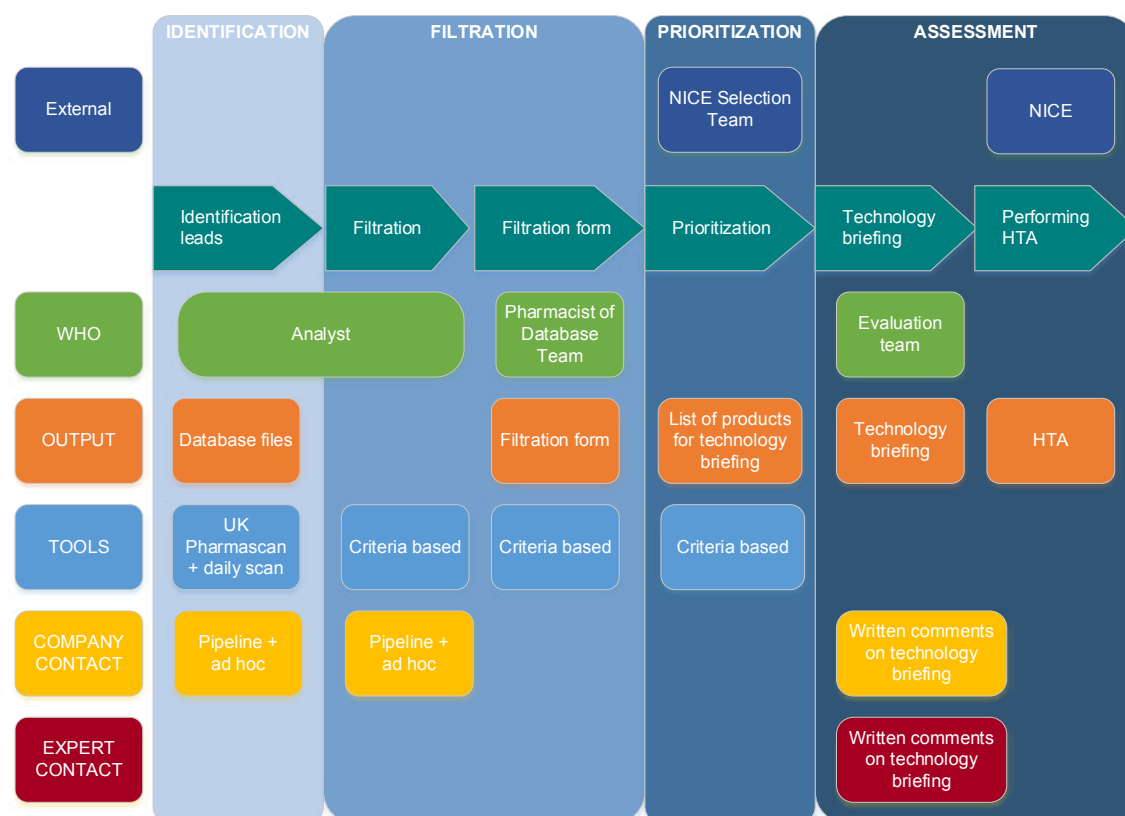 IDENTIFICATION
FILTRATION
PRIORITIZATION
ASSESSMENT
External
NICE Selection
Team
NICE
Identification
leads
Filtration
Filtration form
Prioritization
Technology
briefing
Performing
HTA
WHO
Analyst
Pharmacist of
Database
Team
Evaluation
team
OUTPUT
Database files
Filtration form
List of products
for technology
briefing
Technology
briefing
HTA
TOOLS
UK
Pharmascan
+ daily scan
Criteria based
Criteria based
Criteria based
COMPANY
CONTACT
Pipeline +
ad hoc
Pipeline +
ad hoc
Written comments
on technology
briefing
EXPERT
CONTACT
Written comments
on technology
briefing